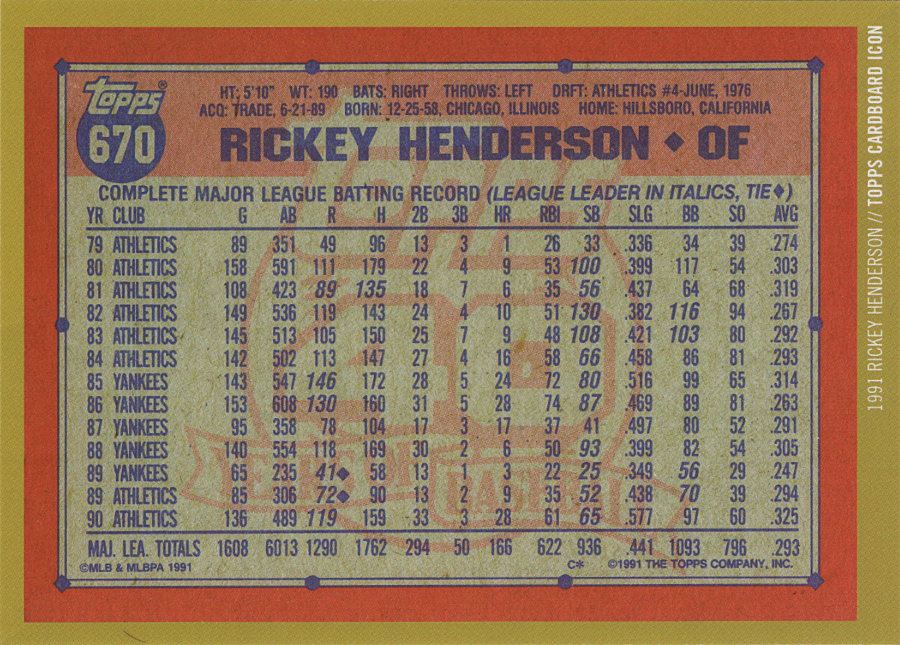 topps®
670
HT: 5'10" WT: 190 BATS: RIGHT THROWS: LEFT DRFT: ATHLETICS #4-JUNE, 1976
ACQ: TRADE, 6-21-89 BORN: 12-25-58, CHICAGO, ILLINOIS HOME: HILLSBORO, CALIFORNIA
RICKEY HENDERSON ◆ OF
COMPLETE MAJOR LEAGUE BATTING RECORD (LEAGUE LEADER IN ITALICS, TIE◆)
YR CLUB G AB R H 2B 3B HR RBI SB SLG BB SO AVG
79 ATHLETICS 89 351 49 96 13 3 1 26 33 .336 34 39 .274
80 ATHLETICS 158 591 111 179 22 4 9 53 100 .399 117 54 .303
81 ATHLETICS 108 423 89 135 18 7 6 35 56 .437 64 68 .319
82 ATHLETICS 149 536 119 143 24 4 10 51 130 .382 116 94 .267
83 ATHLETICS 145 513 105 150 25 7 9 48 108 .421 103 80 .292
84 ATHLETICS 142 502 113 147 27 4 16 58 66 .458 86 81 .293
85 YANKEES 143 547 146 172 28 5 24 72 80 .516 99 65 .314
86 YANKEES 153 608 130 160 31 5 28 74 87 .469 89 81 .263
87 YANKEES 95 358 78 104 17 3 17 37 41 .497 80 52 .291
88 YANKEES 140 554 118 169 30 2 6 50 93 .399 82 54 .305
89 YANKEES 65 235 41◆ 58 13 1 3 22 25 .349 56 29 .247
89 ATHLETICS 85 306 72◆ 90 13 2 9 35 52 .438 70 39 .294
90 ATHLETICS 136 489 119 159 33 3 28 61 65 .577 97 60 .325
MAJ. LEA. TOTALS 1608 6013 1290 1762 294 50 166 622 936 .441 1093 796 .293
©MLB & MLBPA 1991 C* ©1991 THE TOPPS COMPANY, INC.
1991 RICKEY HENDERSON // TOPPS CARDBOARD ICON